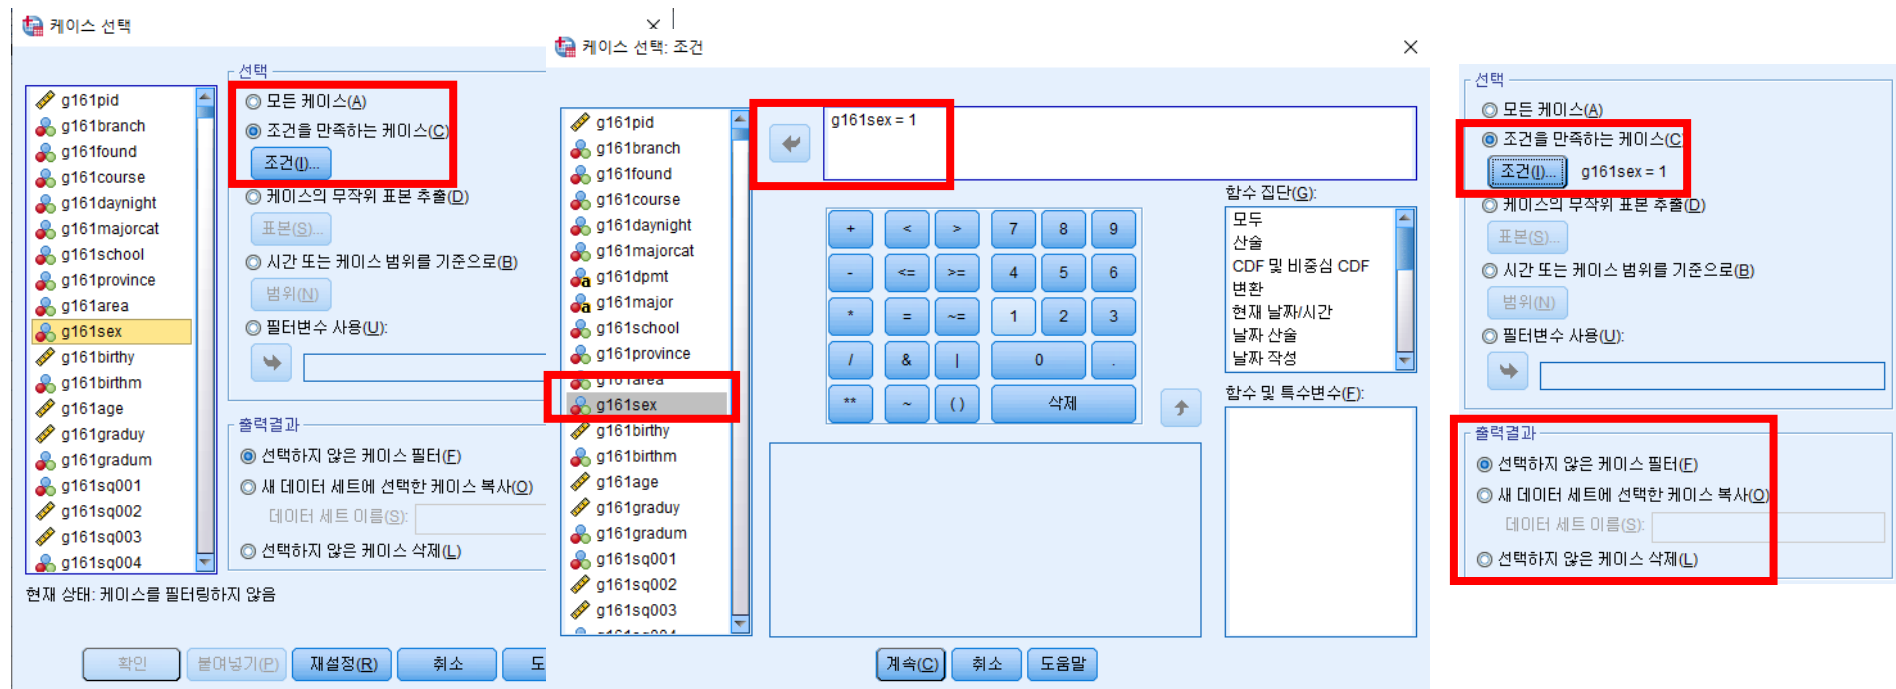 케이스 선택
선택
g161pid
g161branch
g161found
g161course
g161daynight
g161majorcat
g161school
g161province
g161area
g161sex
g161birthy
g161birthm
g161age
g161graduy
g161gradum
g161sq001
g161sq002
g161sq003
g161sq004
모든 케이스(A)
조건을 만족하는 케이스(C)
조건(I)...
케이스의 무작위 표본 추출(D)
표본(S)...
시간 또는 케이스 범위를 기준으로(B)
범위(N)
필터변수 사용(U):
출력결과
선택하지 않은 케이스 필터(F)
새 데이터 세트에 선택한 케이스 복사(O)
데이터 세트 이름(S):
선택하지 않은 케이스 삭제(L)
현재 상태: 케이스를 필터링하지 않음
확인
붙여넣기(P)
재설정(R)
취소
도
케이스 선택: 조건
g161pid
g161branch
g161found
g161course
g161daynight
g161majorcat
g161dpmt
g161major
g161school
g161province
g161area
g161sex
g161birthy
g161birthm
g161age
g161graduy
g161gradum
g161sq001
g161sq002
g161sq003
g161sq004
g161sex = 1
+ < > 7 8 9
- <= >= 4 5 6
* = ~= 1 2 3
/ & | 0 .
** ~ ( ) 삭제
함수 집단(G):
모두
산술
CDF 및 비중심 CDF
변환
현재 날짜/시간
날짜 산술
날짜 작성
함수 및 특수변수(F):
계속(C)
취소
도움말
선택
모든 케이스(A)
조건을 만족하는 케이스(C
조건(I)... g161sex = 1
케이스의 무작위 표본 추출(D)
표본(S)...
시간 또는 케이스 범위를 기준으로(B)
범위(N)
필터변수 사용(U):
출력결과
선택하지 않은 케이스 필터(F)
새 데이터 세트에 선택한 케이스 복사(O)
데이터 세트 이름(S):
선택하지 않은 케이스 삭제(L)